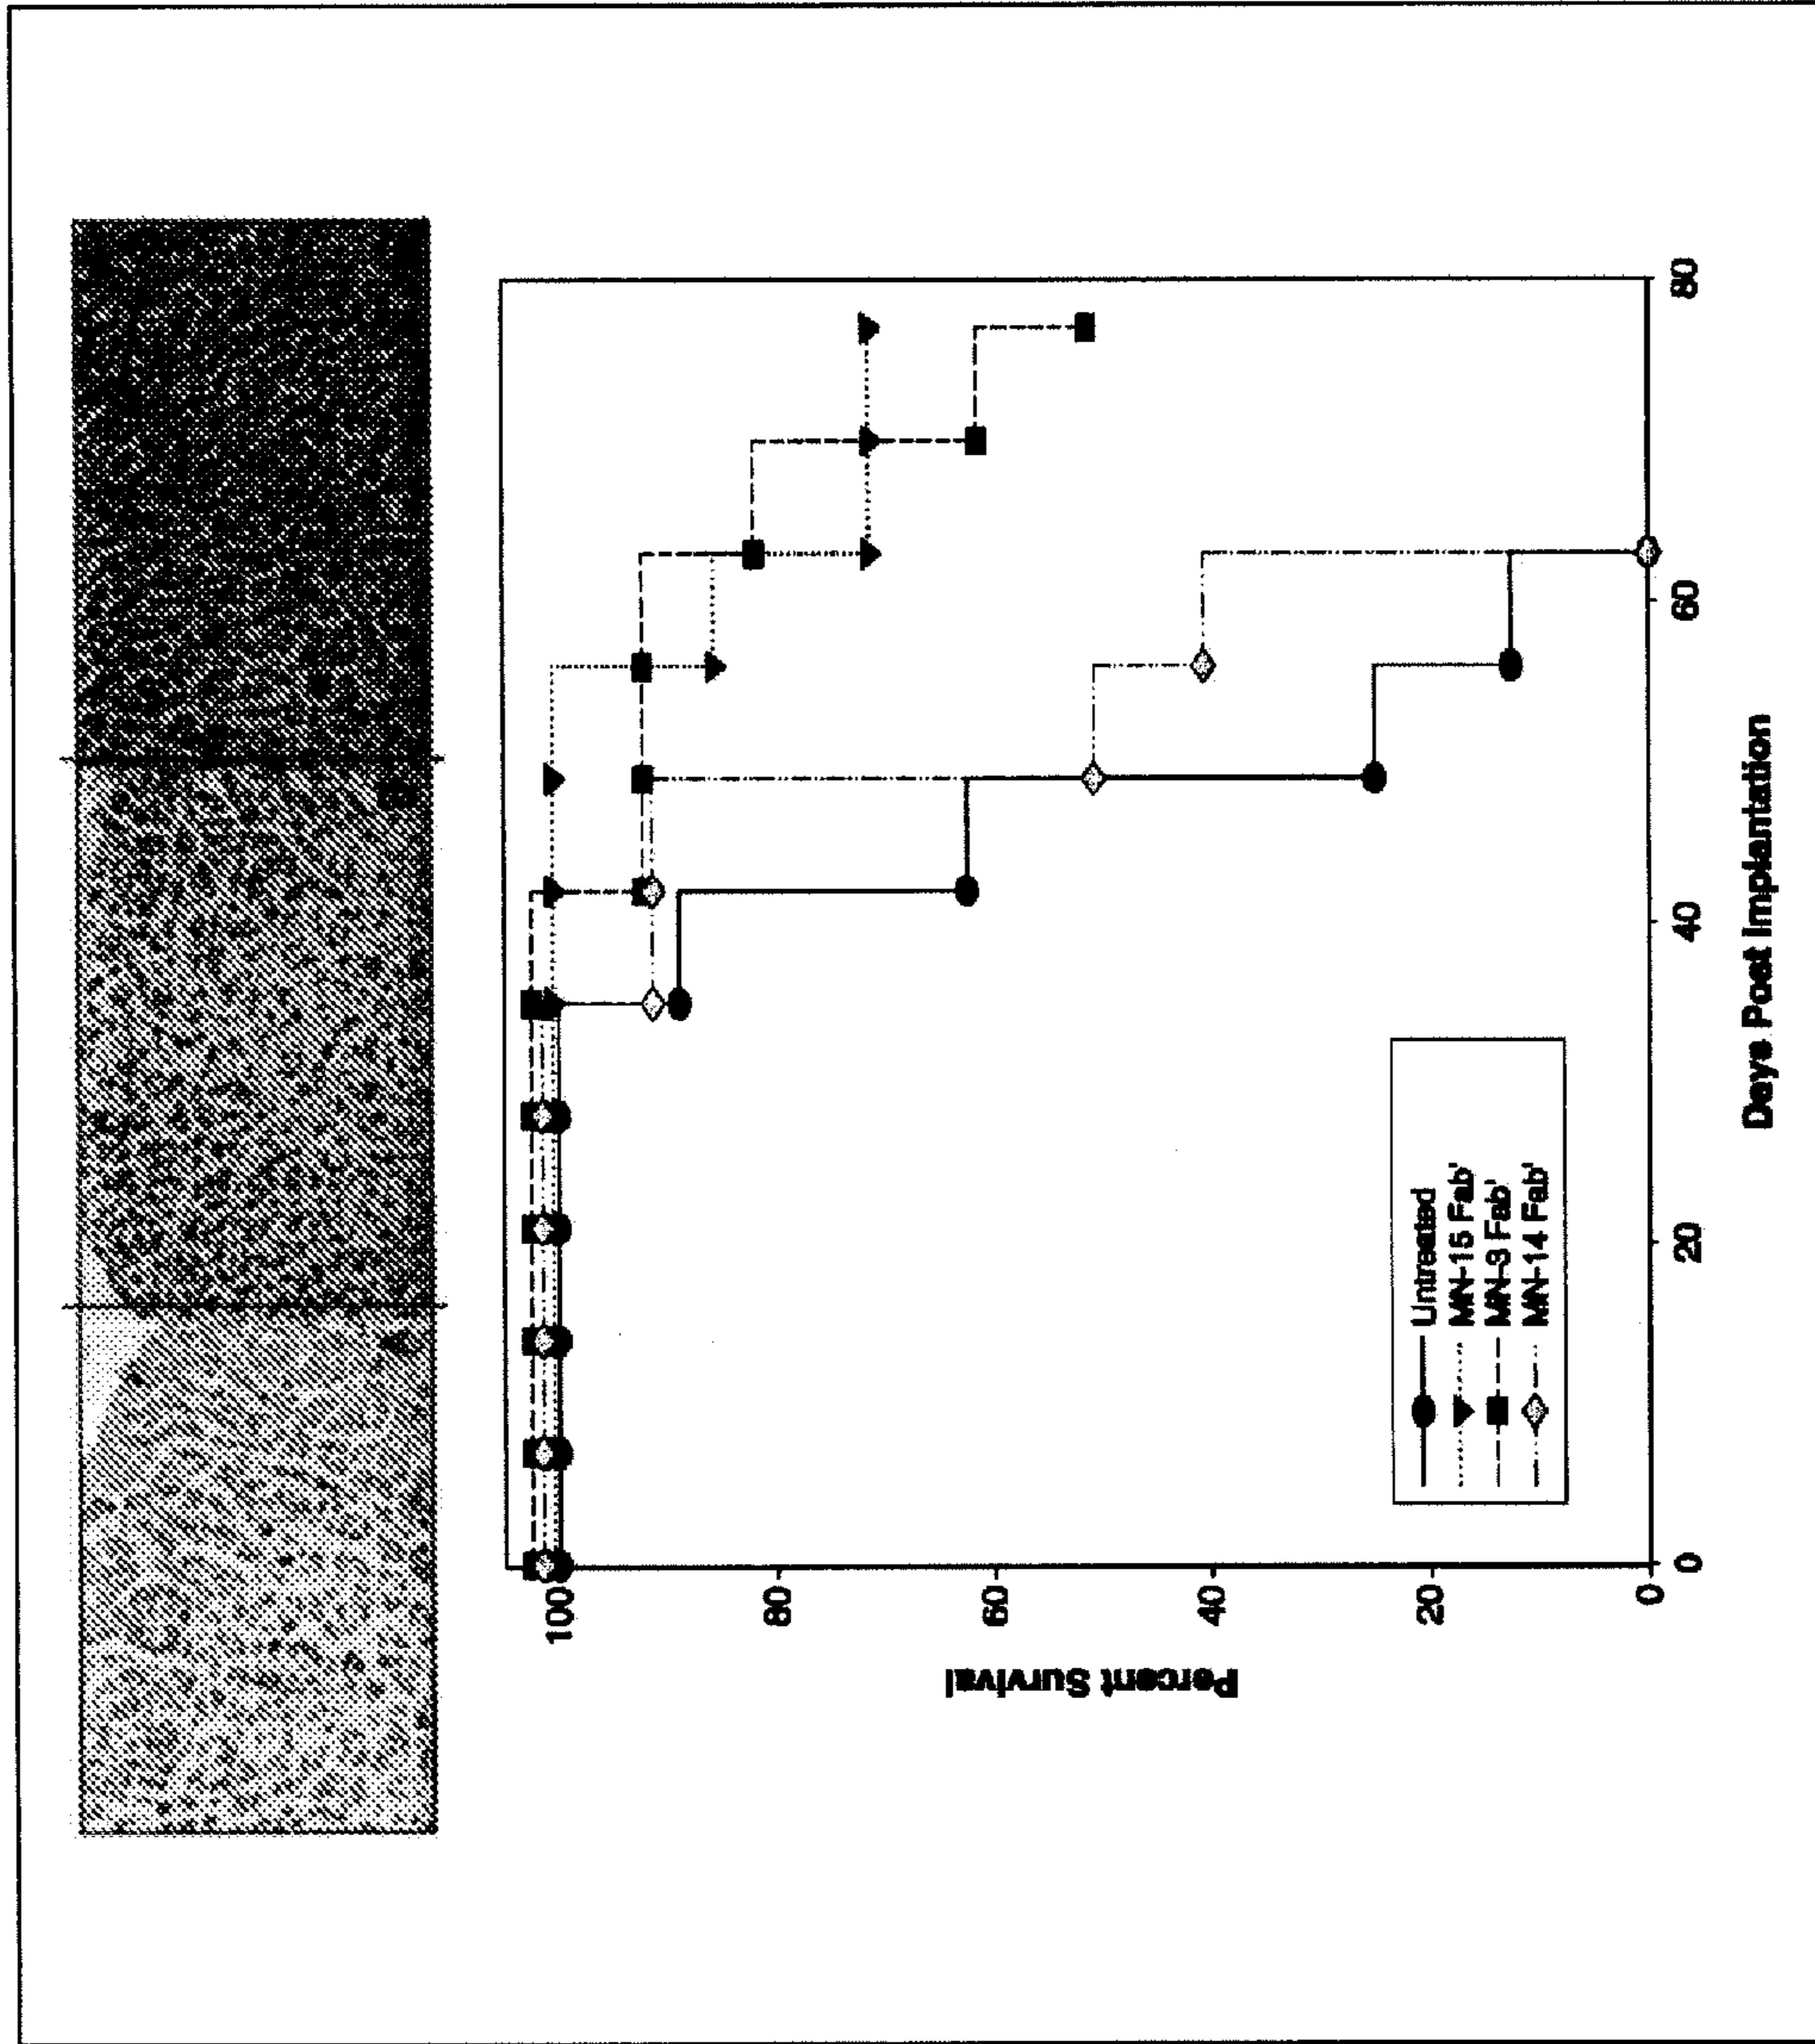 A
B
Percent Survival
100
80
60
40
20
0
Untreated
MN-15 Fab'
MN-3 Fab'
MN-14 Fab'
0 20 40 60 80
Days Post Implantation